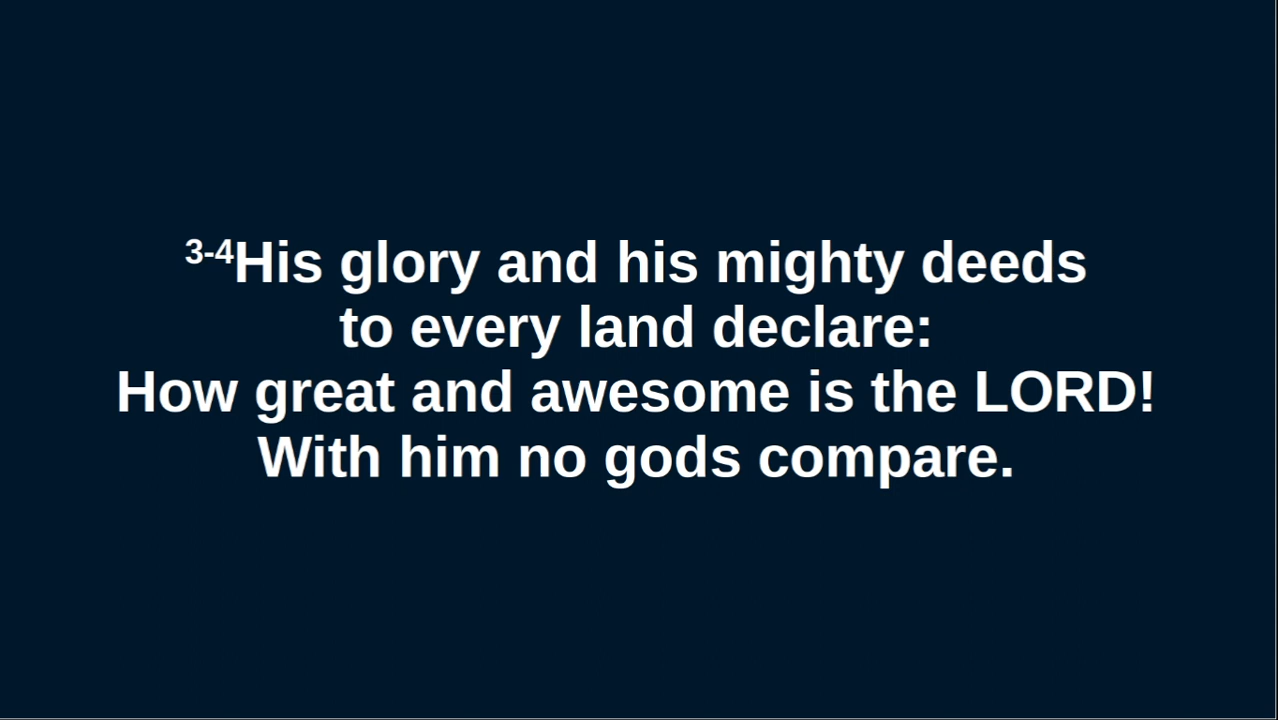 3-4His glory and his mighty deeds
to every land declare:
How great and awesome is the LORD!
With him no gods compare.